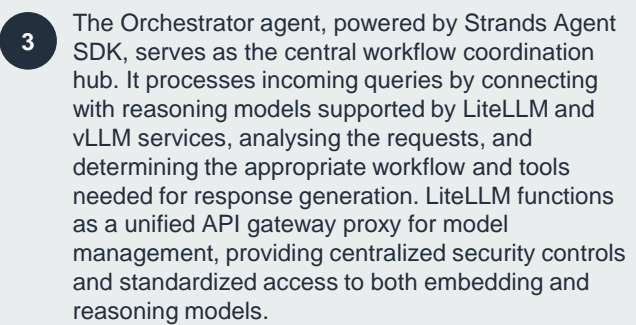 3
The Orchestrator agent, powered by Strands Agent
SDK, serves as the central workflow coordination
hub. It processes incoming queries by connecting
with reasoning models supported by LiteLLM and
vLLM services, analysing the requests, and
determining the appropriate workflow and tools
needed for response generation. LiteLLM functions
as a unified API gateway proxy for model
management, providing centralized security controls
and standardized access to both embedding and
reasoning models.